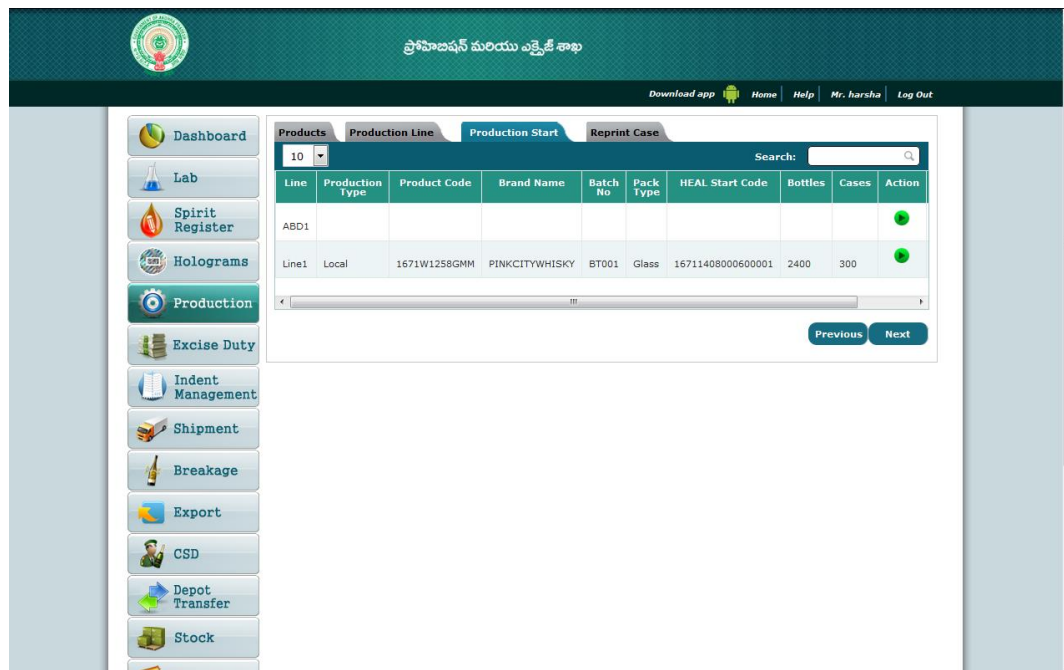 ప్రోహిబిషన్ మరియు ఎక్సైజ్ శాఖ
Download app Home Help Mr. harsha Log Out
Dashboard
Lab
Spirit
Register
Holograms
Production
Excise Duty
Indent
Management
Shipment
Breakage
Export
CSD
Depot
Transfer
Stock
Products Production Line Production Start Reprint Case
10 Search:
Line Production Type Product Code Brand Name Batch No Pack Type HEAL Start Code Bottles Cases Action
ABD1
Line1 Local 1671W1258GMM PINKCITYWHISKY BT001 Glass 16711408000600001 2400 300
Previous Next